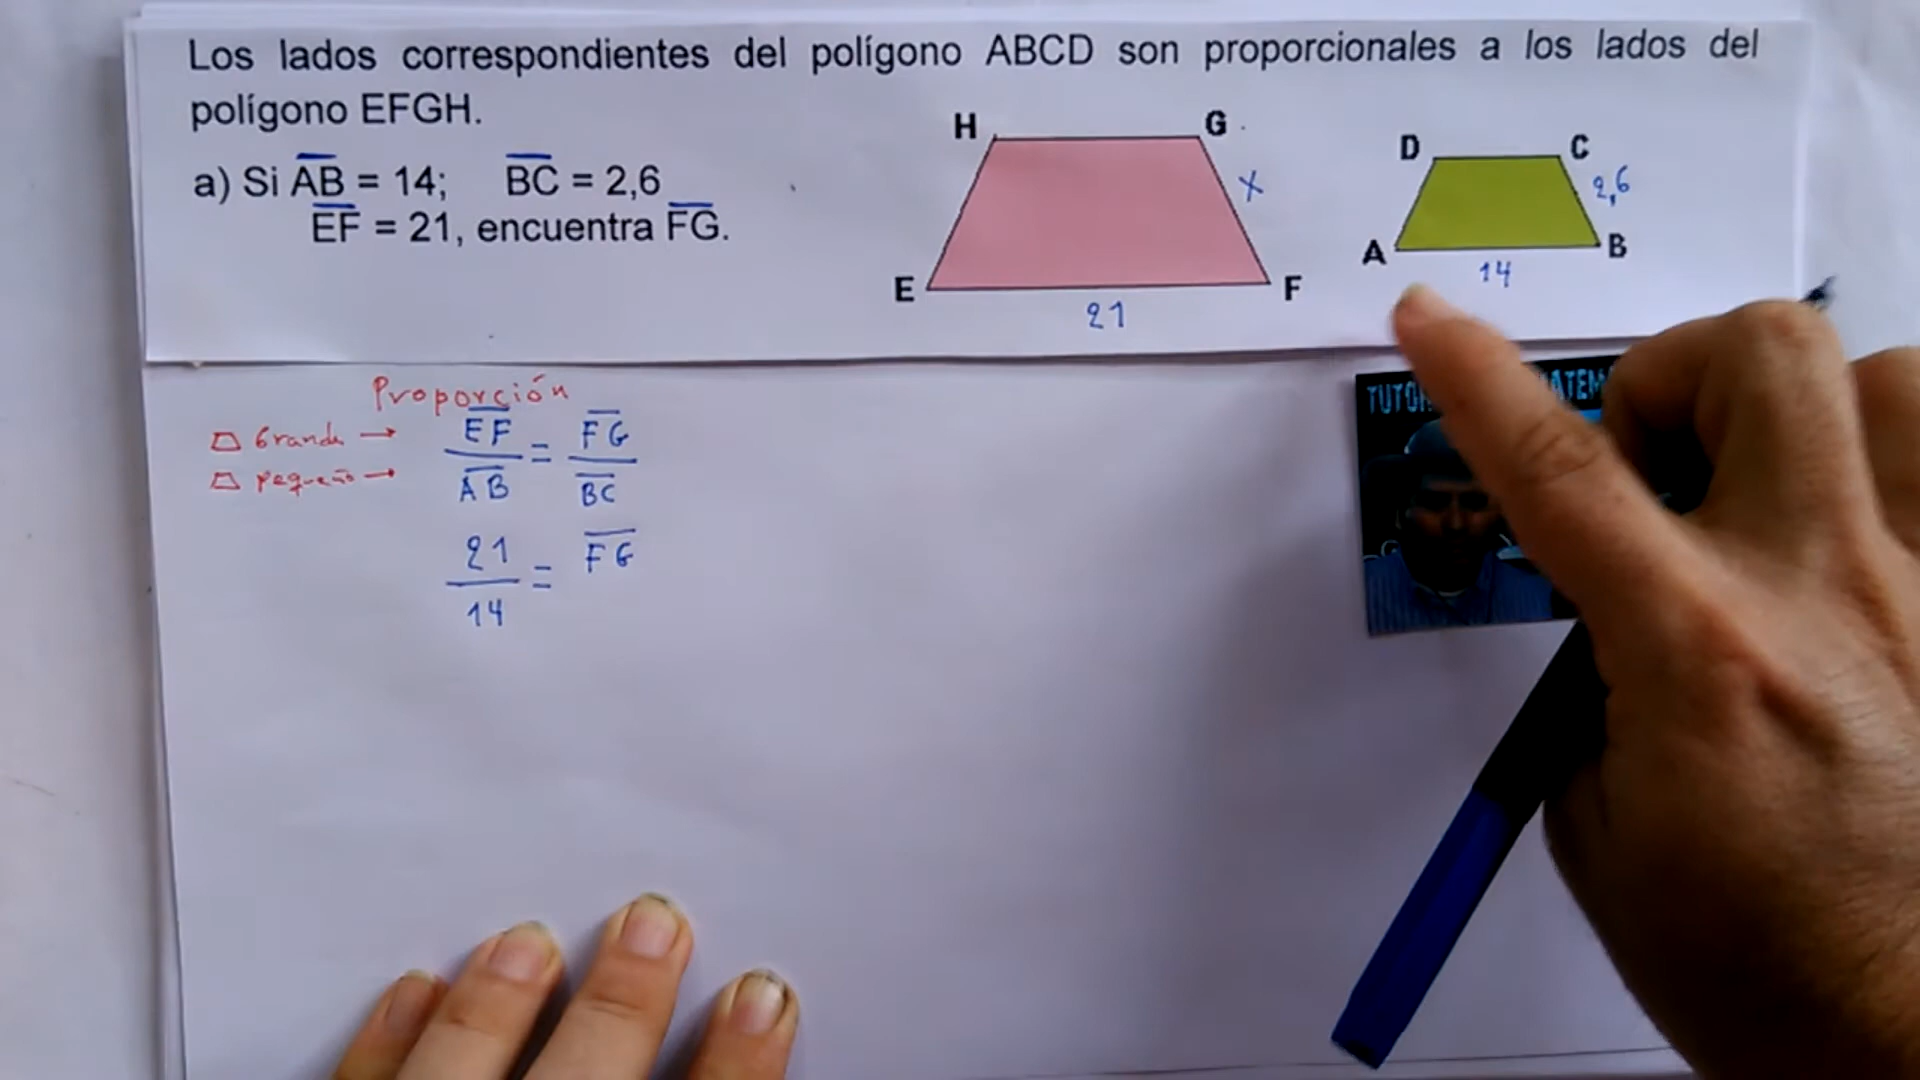 Los lados correspondientes del polígono ABCD son proporcionales a los lados del
polígono EFGH.
a) Si AB = 14; BC = 2,6
EF = 21, encuentra FG.
H G
E F
x
21
D C
A B
2,6
14
Proporción
Grande → EF = FG
pequeño → AB BC
21 = FG
14